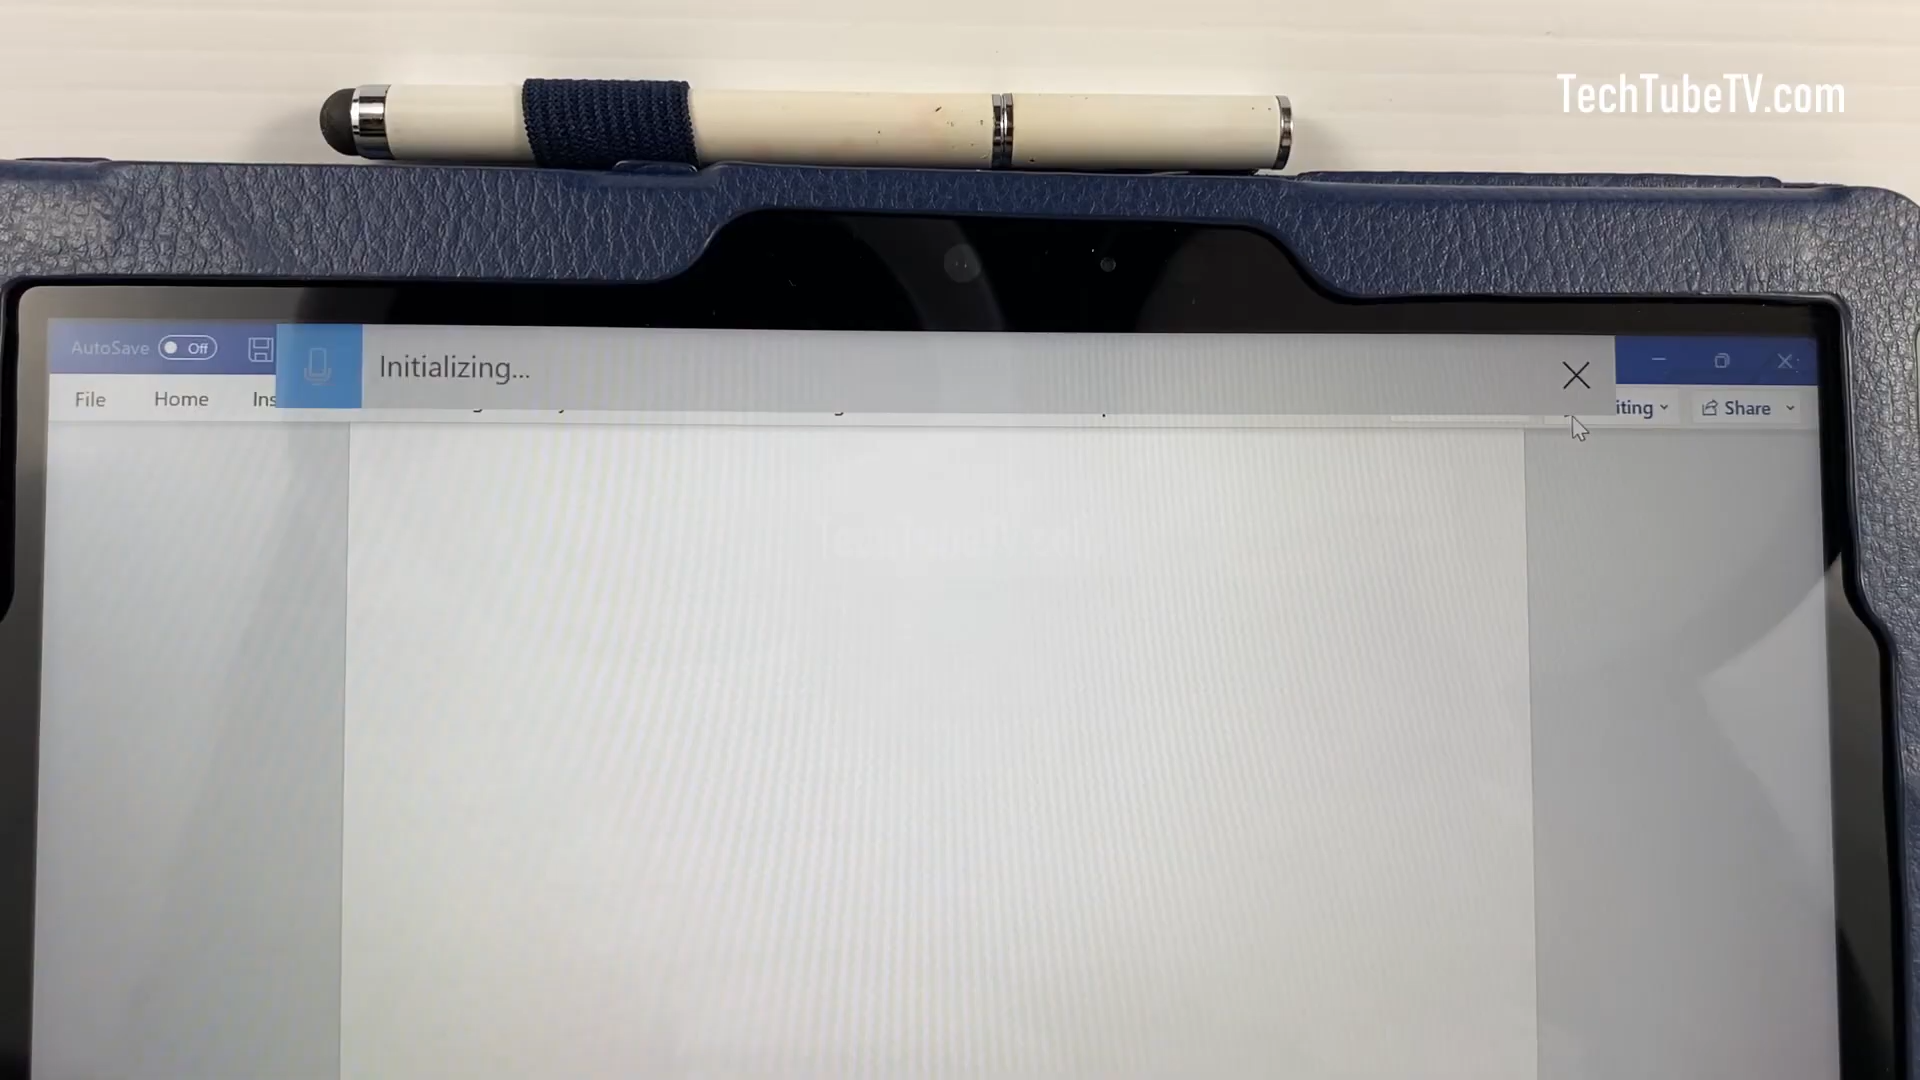 TechTubeTV.com
AutoSave Off
Initializing...
File Home Ins
iting Share